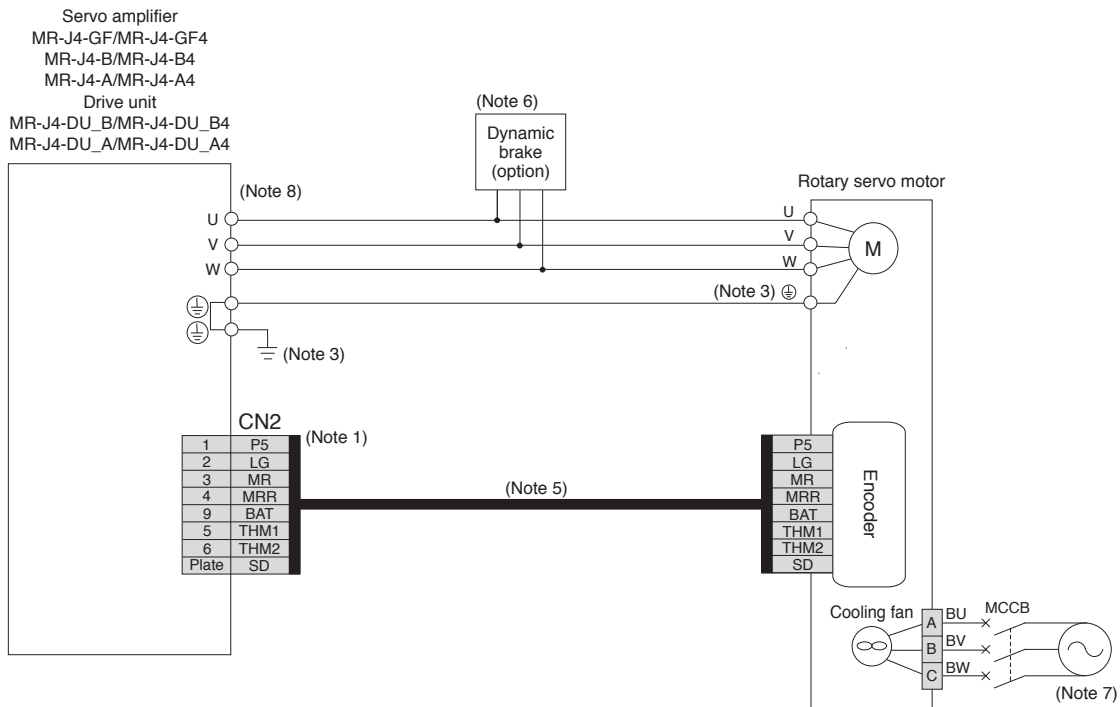 Servo amplifier
MR-J4-GF/MR-J4-GF4
MR-J4-B/MR-J4-B4
MR-J4-A/MR-J4-A4
Drive unit
MR-J4-DU_B/MR-J4-DU_B4
MR-J4-DU_A/MR-J4-DU_A4
(Note 6)
Dynamic
brake
(option)
Rotary servo motor
(Note 8)
U
V
W
U
V
W
M
(Note 3)
(Note 3)
CN2
(Note 1)
1 P5
2 LG
3 MR
4 MRR
9 BAT
5 THM1
6 THM2
Plate SD
(Note 5)
P5
LG
MR
MRR
BAT
THM1
THM2
SD
Encoder
Cooling fan
A BU
B BV
C BW
MCCB
(Note 7)